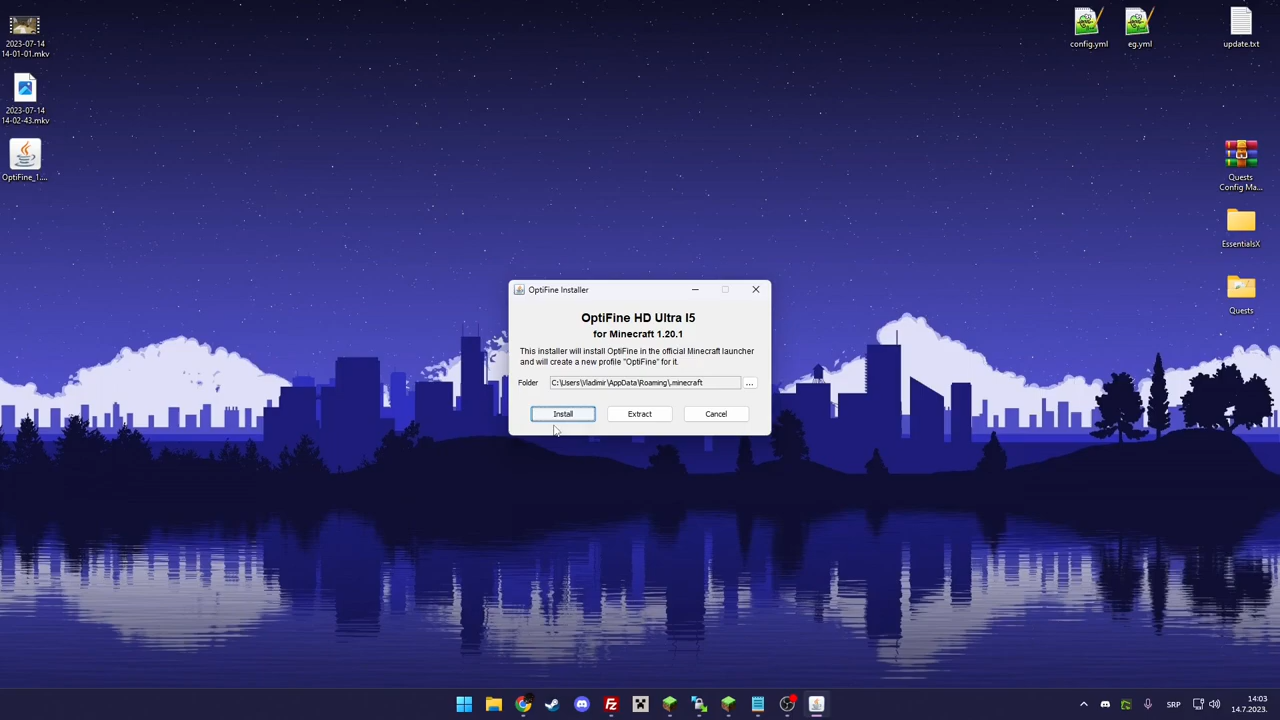 2023-07-14
14-01-01.mkv
2023-07-14
14-02-43.mkv
OptiFine_1....
config.yml
eg.yml
update.txt
Quests
Config Ma...
EssentialsX
Quests
OptiFine Installer
OptiFine HD Ultra I5
for Minecraft 1.20.1
This installer will install OptiFine in the official Minecraft launcher
and will create a new profile "OptiFine" for it.
Folder C:\Users\Vladimir\AppData\Roaming\.minecraft ...
Install Extract Cancel
SRP
14:03
14.7.2023.